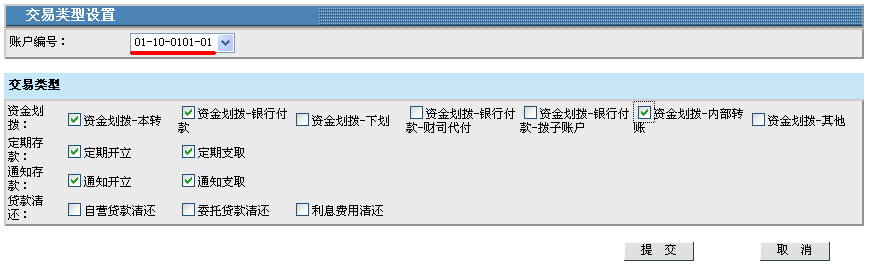 交易类型设置
账户编号： 01-10-0101-01
交易类型
资金划拨： 资金划拨-本转 资金划拨-银行付款 资金划拨-下划 资金划拨-银行付款-财司代付 资金划拨-银行付款-拨子账户 资金划拨-内部转账 资金划拨-其他
定期存款： 定期开立 定期支取
通知存款： 通知开立 通知支取
贷款清还： 自营贷款清还 委托贷款清还 利息费用清还
提 交 取 消